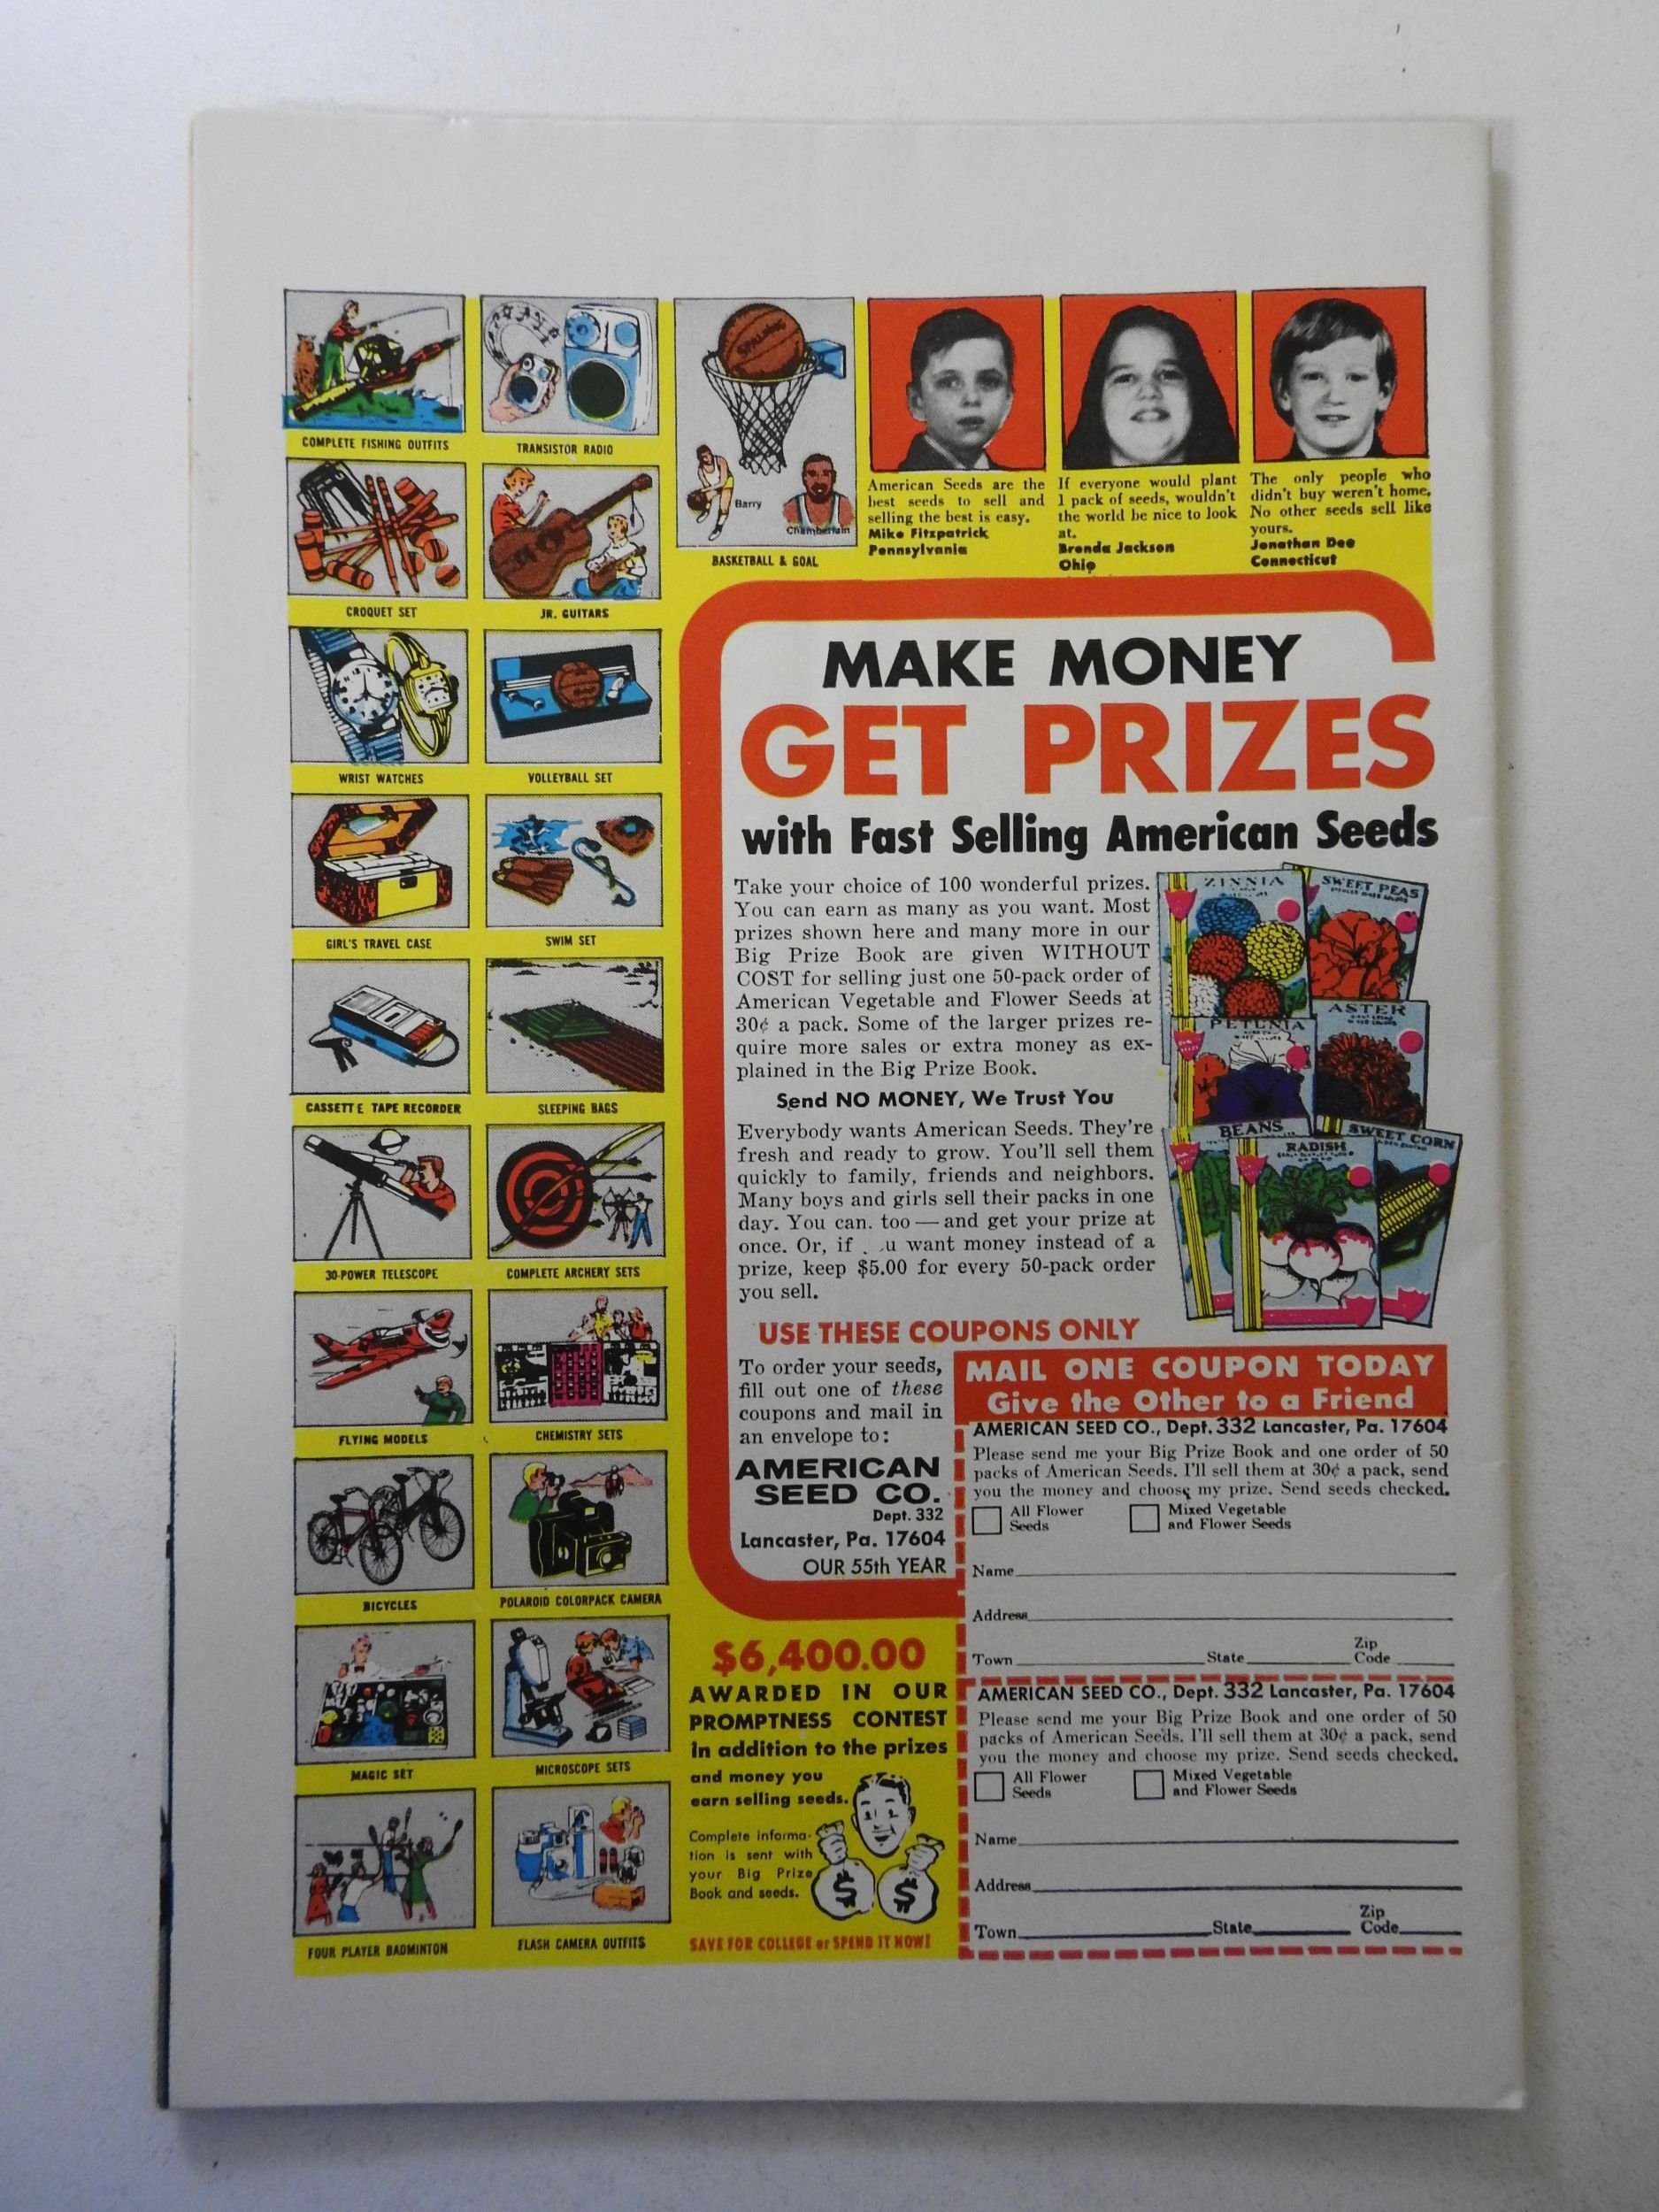 COMPLETE FISHING OUTFITS
TRANSISTOR RADIO
SPALDING
Barry
Chamberlain
BASKETBALL & GOAL
CROQUET SET
JR. GUITARS
WRIST WATCHES
VOLLEYBALL SET
GIRL'S TRAVEL CASE
SWIM SET
CASSETTE TAPE RECORDER
SLEEPING BAGS
30-POWER TELESCOPE
COMPLETE ARCHERY SETS
FLYING MODELS
CHEMISTRY SETS
BICYCLES
POLAROID COLORPACK CAMERA
MAGIC SET
MICROSCOPE SETS
FOUR PLAYER BADMINTON
FLASH CAMERA OUTFITS
American Seeds are the
best seeds to sell and
selling the best is easy.
Mike Fitzpatrick
Pennsylvania
If everyone would plant
1 pack of seeds, wouldn't
the world be nice to look
at.
Brenda Jackson
Ohio
The only people who
didn't buy weren't home.
No other seeds sell like
yours.
Jonathan Dee
Connecticut
MAKE MONEY
GET PRIZES
with Fast Selling American Seeds
Take your choice of 100 wonderful prizes.
You can earn as many as you want. Most
prizes shown here and many more in our
Big Prize Book are given WITHOUT
COST for selling just one 50-pack order of
American Vegetable and Flower Seeds at
30¢ a pack. Some of the larger prizes re-
quire more sales or extra money as ex-
plained in the Big Prize Book.
Send NO MONEY, We Trust You
Everybody wants American Seeds. They're
fresh and ready to grow. You'll sell them
quickly to family, friends and neighbors.
Many boys and girls sell their packs in one
day. You can. too — and get your prize at
once. Or, if u want money instead of a
prize, keep $5.00 for every 50-pack order
you sell.
ZINNIA
SWEET PEAS
PETUNIA
ASTER
BEANS
RADISH
SWEET CORN
USE THESE COUPONS ONLY
To order your seeds,
fill out one of these
coupons and mail in
an envelope to:
AMERICAN
SEED CO.
Dept. 332
Lancaster, Pa. 17604
OUR 55th YEAR
MAIL ONE COUPON TODAY
Give the Other to a Friend
AMERICAN SEED CO., Dept. 332 Lancaster, Pa. 17604
Please send me your Big Prize Book and one order of 50
packs of American Seeds. I'll sell them at 30¢ a pack, send
you the money and choose my prize. Send seeds checked.
All Flower Seeds
Mixed Vegetable and Flower Seeds
Name
Address
Town State Zip Code
AMERICAN SEED CO., Dept. 332 Lancaster, Pa. 17604
Please send me your Big Prize Book and one order of 50
packs of American Seeds. I'll sell them at 30¢ a pack, send
you the money and choose my prize. Send seeds checked.
All Flower Seeds
Mixed Vegetable and Flower Seeds
Name
Address
Town State Zip Code
$6,400.00
AWARDED IN OUR
PROMPTNESS CONTEST
in addition to the prizes
and money you
earn selling seeds.
Complete informa-
tion is sent with
your Big Prize
Book and seeds.
$ $
SAVE FOR COLLEGE or SPEND IT NOW!